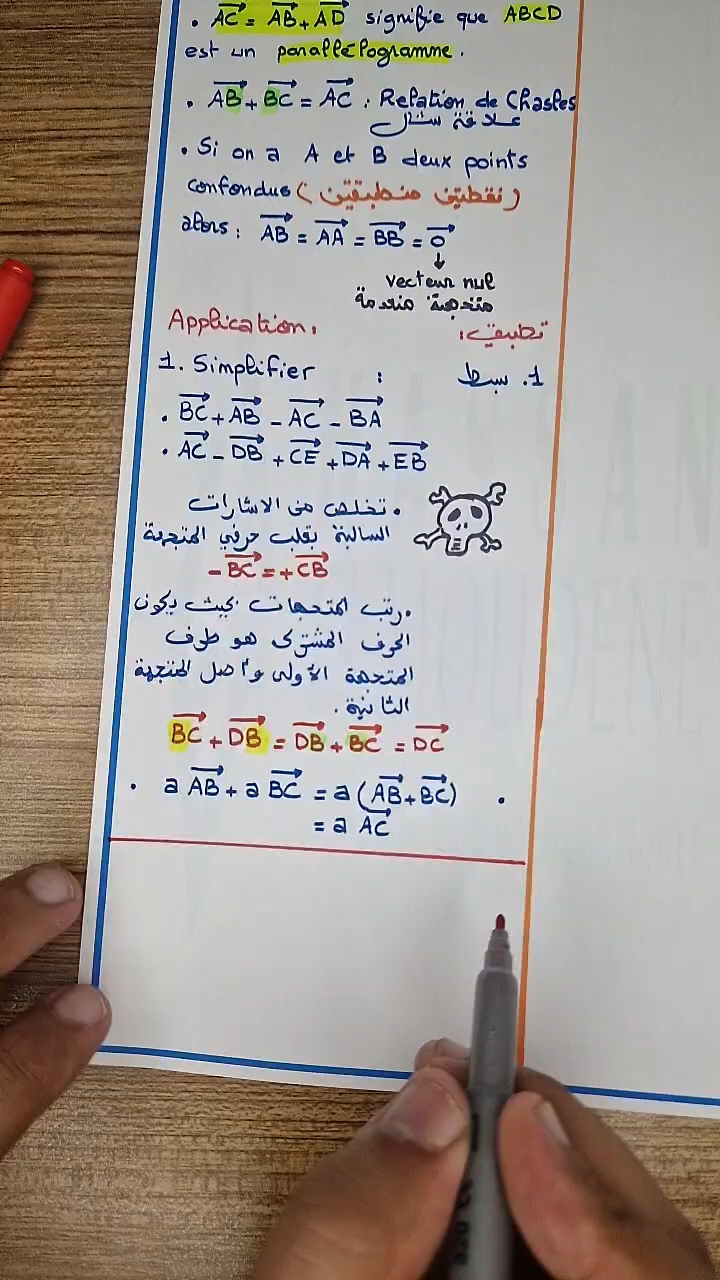 . AC = AB + AD signifie que ABCD
est un parallélogramme.
. AB + BC = AC : Relation de Chasles
علاقة شال
. Si on a A et B deux points
confondus (نقطتين منطبقتين)
alors : AB = AA = BB = 0
vecteur nul
متجهة منعدمة
Application. تطبيق:
1. Simplifier : 1. بسط
. BC + AB - AC - BA
. AC - DB + CE + DA + EB
. تخلص من الاشارات
السالبة بقلب حرفي المتجهة
- BC = + CB
. رتب المتجهات بحيث يكون
الحرف المشترك هو طرف
المتجهة الأولى وأصل المتجهة
الثانية.
BC + DB = DB + BC = DC
. a AB + a BC = a (AB + BC) .
= a AC